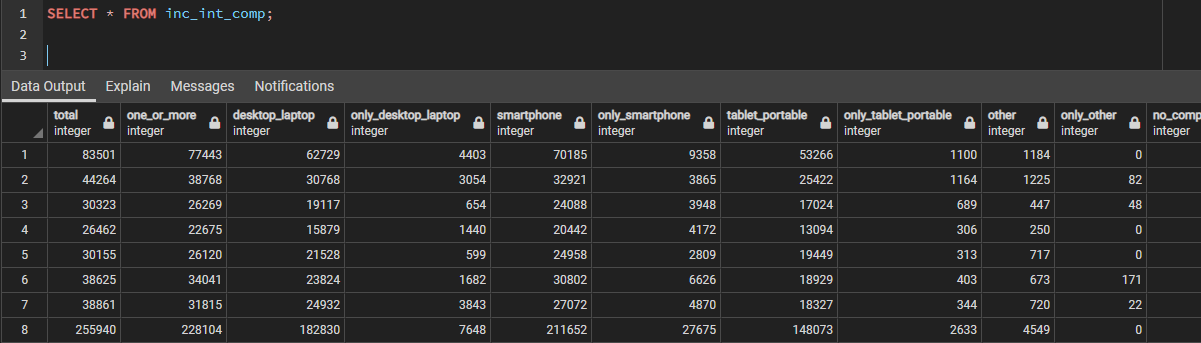 1 SELECT * FROM inc_int_comp;
2
3
Data Output Explain Messages Notifications
total one_or_more desktop_laptop only_desktop_laptop smartphone only_smartphone tablet_portable only_tablet_portable other only_other no_comp
integer integer integer integer integer integer integer integer integer integer integer
1 83501 77443 62729 4403 70185 9358 53266 1100 1184 0
2 44264 38768 30768 3054 32921 3865 25422 1164 1225 82
3 30323 26269 19117 654 24088 3948 17024 689 447 48
4 26462 22675 15879 1440 20442 4172 13094 306 250 0
5 30155 26120 21528 599 24958 2809 19449 313 717 0
6 38625 34041 23824 1682 30802 6626 18929 403 673 171
7 38861 31815 24932 3843 27072 4870 18327 344 720 22
8 255940 228104 182830 7648 211652 27675 148073 2633 4549 0